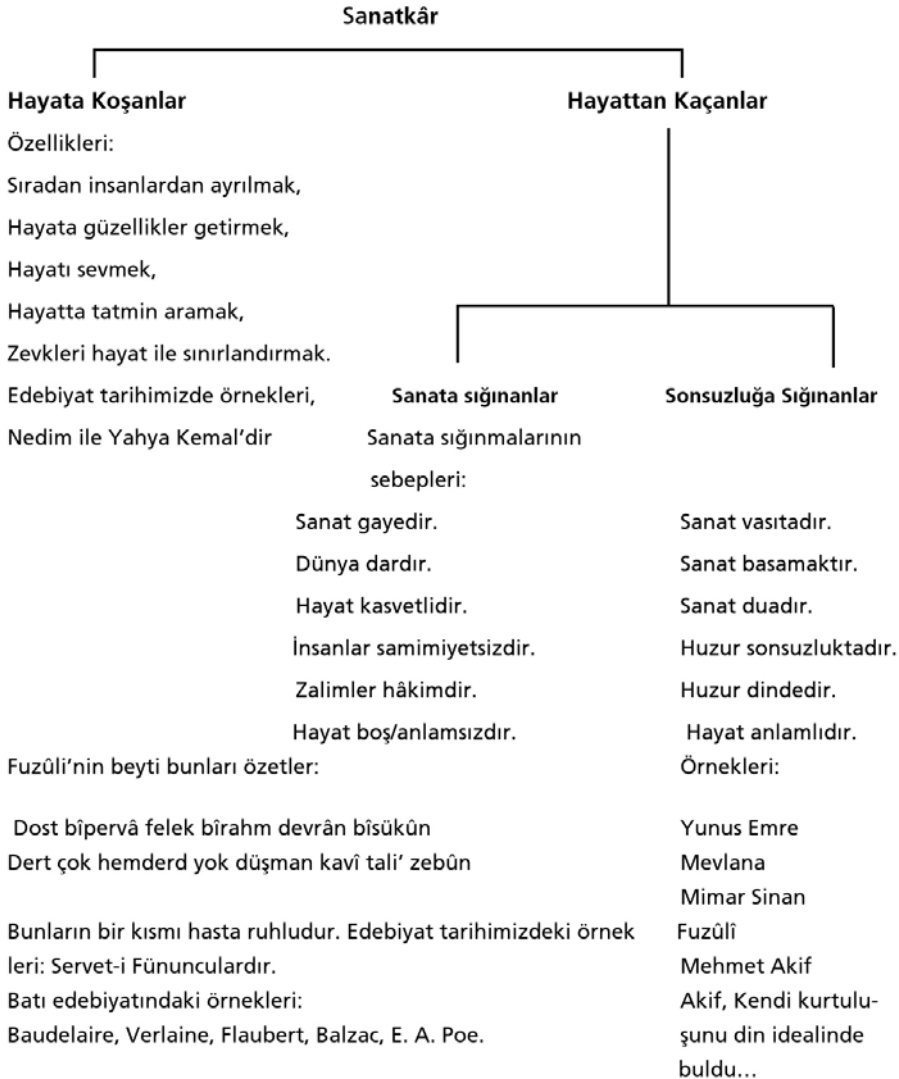 Sanatkâr
Hayata Koşanlar
Özellikleri:
Sıradan insanlardan ayrılmak,
Hayata güzellikler getirmek,
Hayatı sevmek,
Hayatta tatmin aramak,
Zevkleri hayat ile sınırlandırmak.
Edebiyat tarihimizde örnekleri,
Nedim ile Yahya Kemal’dir
Hayattan Kaçanlar
Sanata sığınanlar
Sanata sığınmalarının
sebepleri:
Sanat gayedir.
Dünya dardır.
Hayat kasvetlidir.
İnsanlar samimiyetsizdir.
Zalimler hâkimdir.
Hayat boş/anlamsızdır.
Fuzûli’nin beyti bunları özetler:
Dost bîpervâ felek bîrahm devrân bîsükûn
Dert çok hemderd yok düşman kavî tali’ zebûn
Bunların bir kısmı hasta ruhludur. Edebiyat tarihimizdeki örnek
leri: Servet-i Fünunculardır.
Batı edebiyatındaki örnekleri:
Baudelaire, Verlaine, Flaubert, Balzac, E. A. Poe.
Sonsuzluğa Sığınanlar
Sanat vasıtadır.
Sanat basamaktır.
Sanat duadır.
Huzur sonsuzluktadır.
Huzur dindedir.
Hayat anlamlıdır.
Örnekleri:
Yunus Emre
Mevlana
Mimar Sinan
Fuzûlî
Mehmet Akif
Akif, Kendi kurtulu-
şunu din idealinde
buldu…